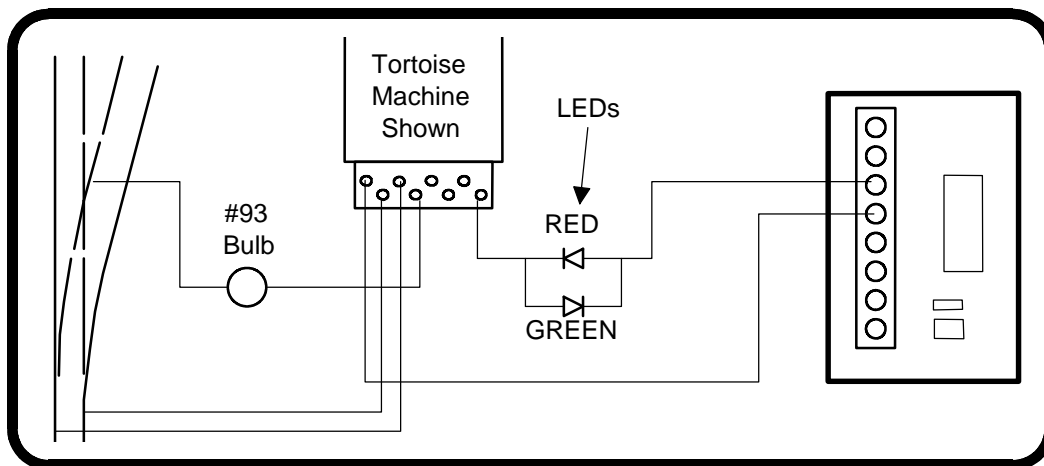 Tortoise
Machine
Shown
LEDs
#93
Bulb
RED
GREEN